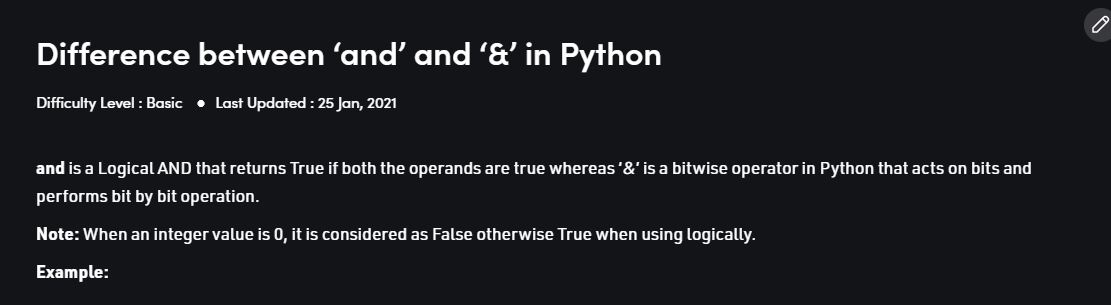 Difference between ‘and’ and ‘&’ in Python
Difficulty Level : Basic ● Last Updated : 25 Jan, 2021
and is a Logical AND that returns True if both the operands are true whereas ‘&’ is a bitwise operator in Python that acts on bits and
performs bit by bit operation.
Note: When an integer value is 0, it is considered as False otherwise True when using logically.
Example: